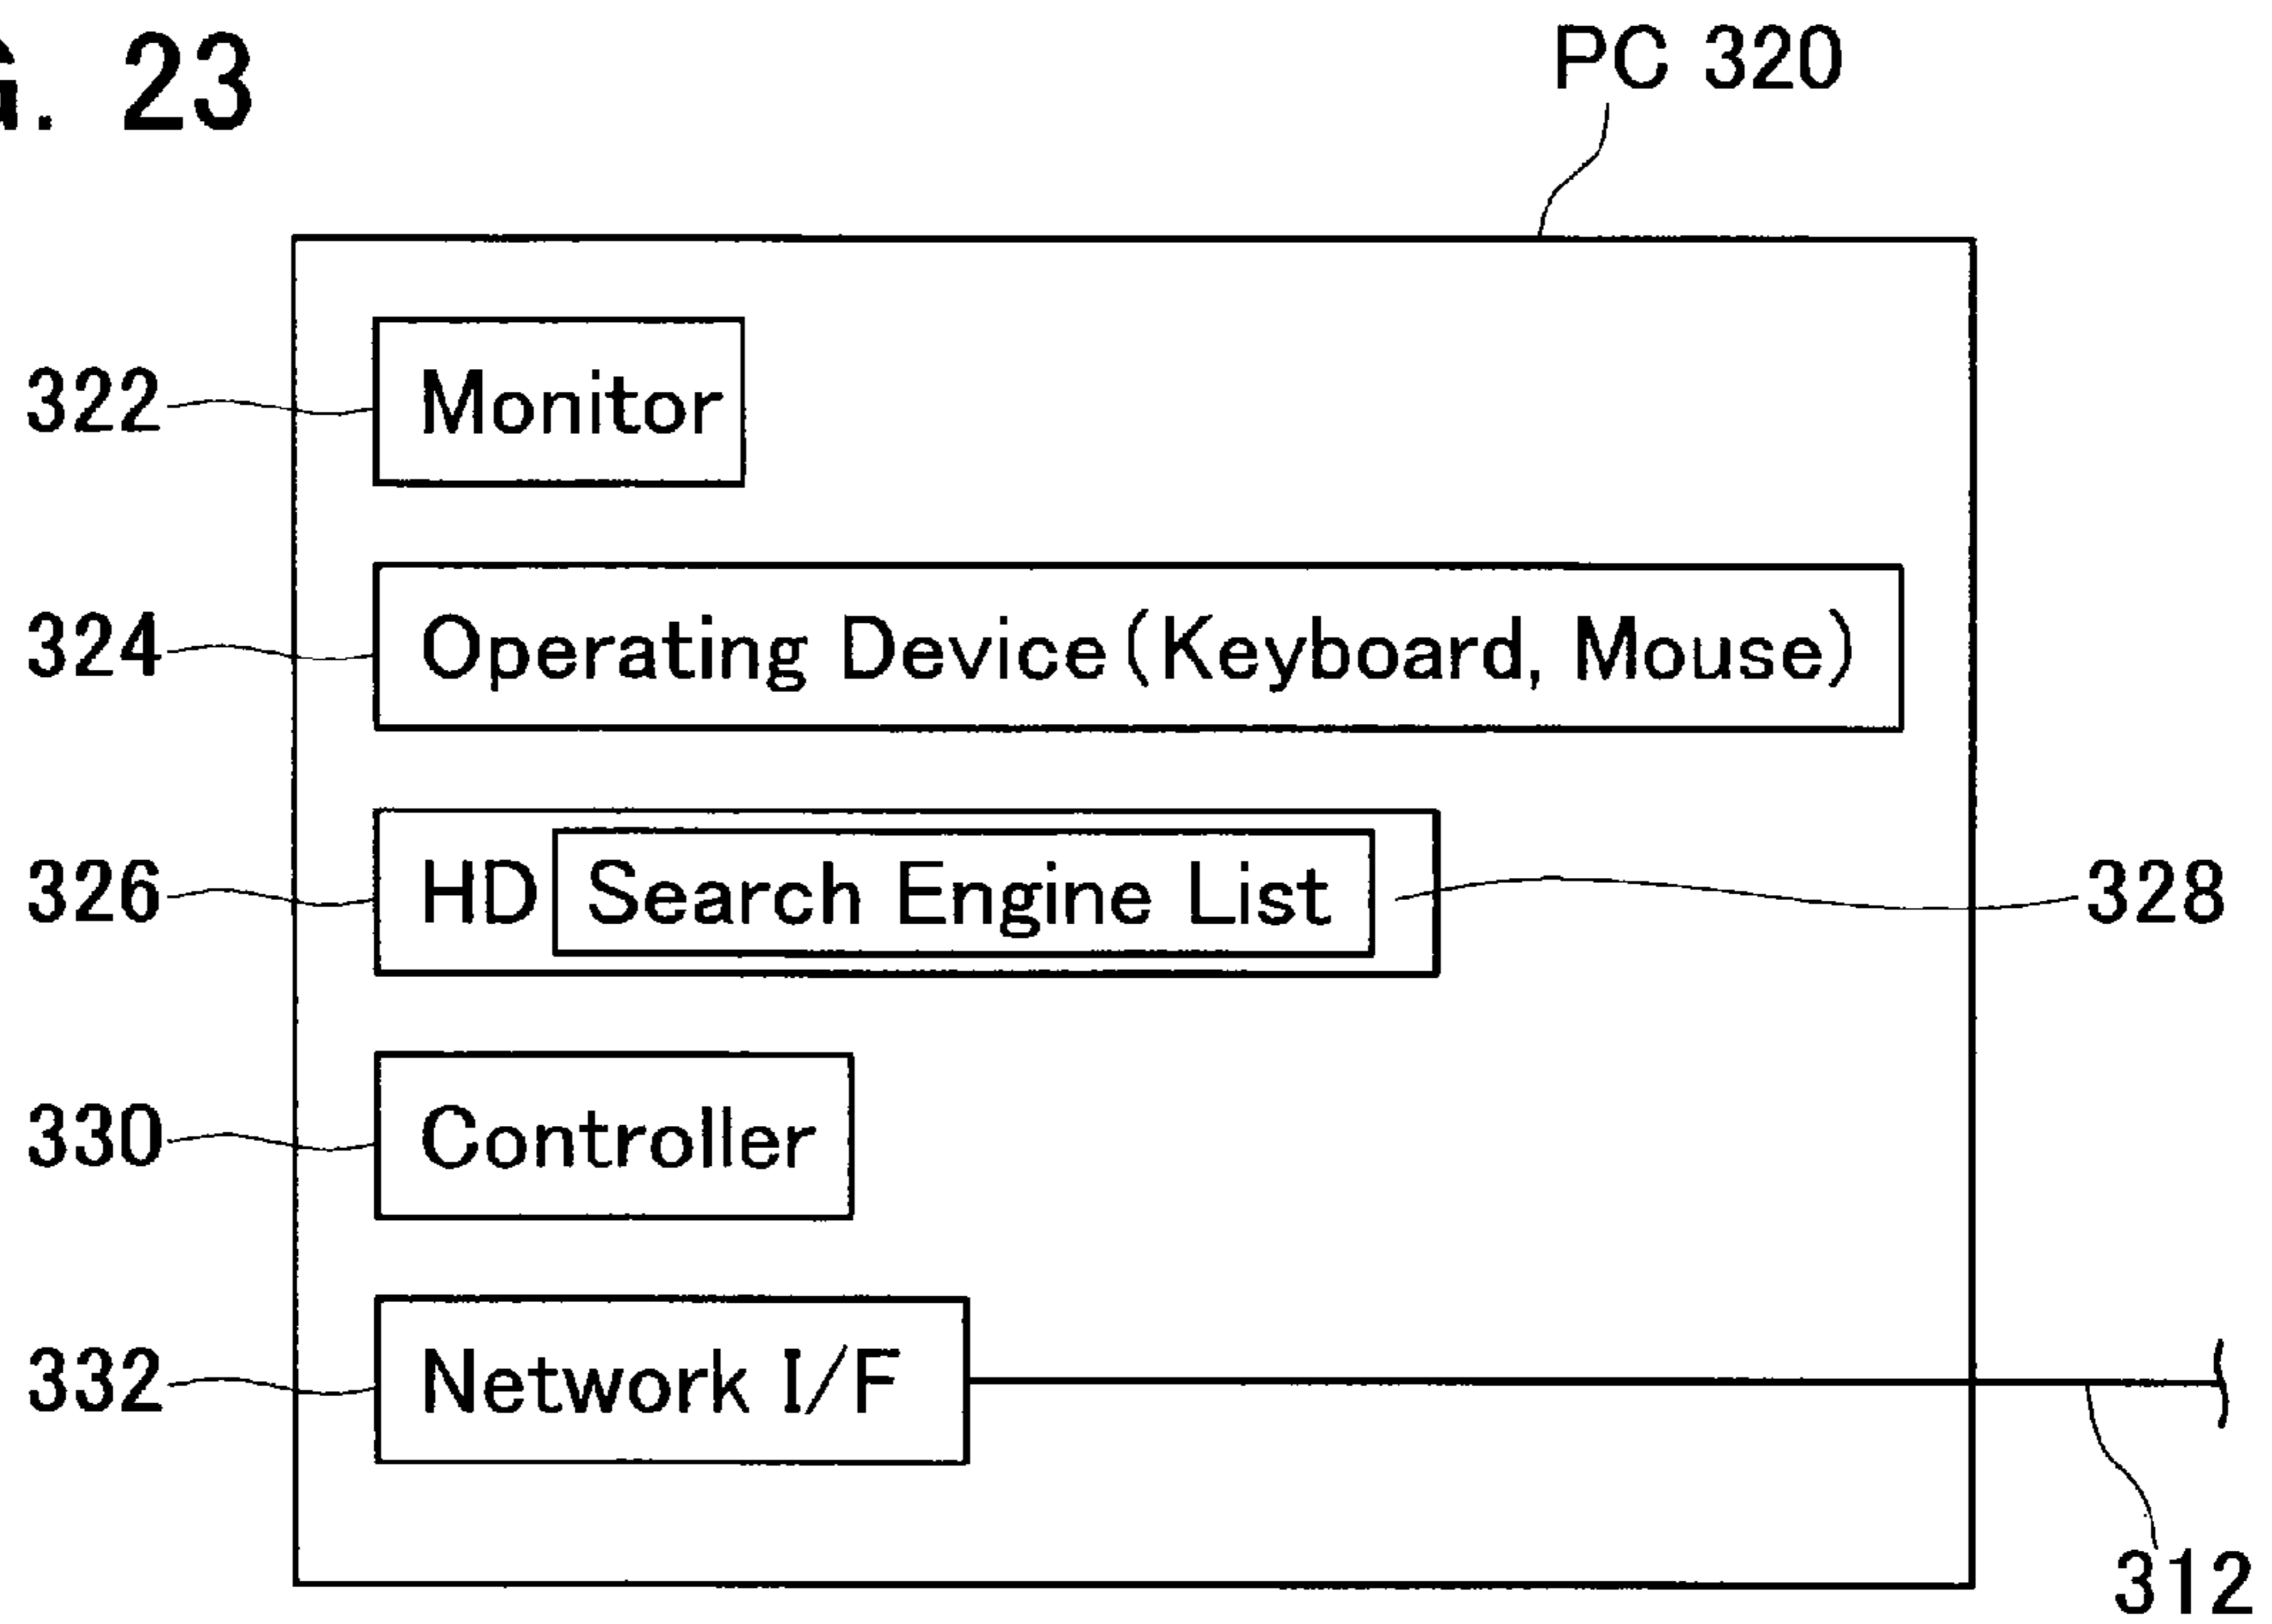 G. 23
PC 320
322 Monitor
324 Operating Device (Keyboard, Mouse)
326 HD Search Engine List 328
330 Controller
332 Network I/F
312